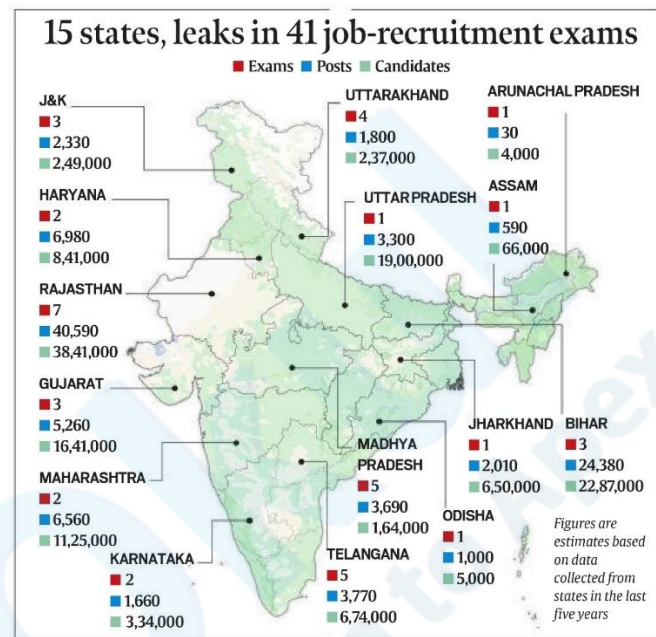 15 states, leaks in 41 job-recruitment exams
Exams Posts Candidates
J&K
3
2,330
2,49,000
HARYANA
2
6,980
8,41,000
RAJASTHAN
7
40,590
38,41,000
GUJARAT
3
5,260
16,41,000
MAHARASHTRA
2
6,560
11,25,000
KARNATAKA
2
1,660
3,34,000
UTTARAKHAND
4
1,800
2,37,000
UTTAR PRADESH
1
3,300
19,00,000
ARUNACHAL PRADESH
1
30
4,000
ASSAM
1
590
66,000
MADHYA
PRADESH
5
3,690
1,64,000
TELANGANA
5
3,770
6,74,000
ODISHA
1
1,000
5,000
JHARKHAND
1
2,010
6,50,000
BIHAR
3
24,380
22,87,000
Figures are
estimates based
on data
collected from
states in the last
five years